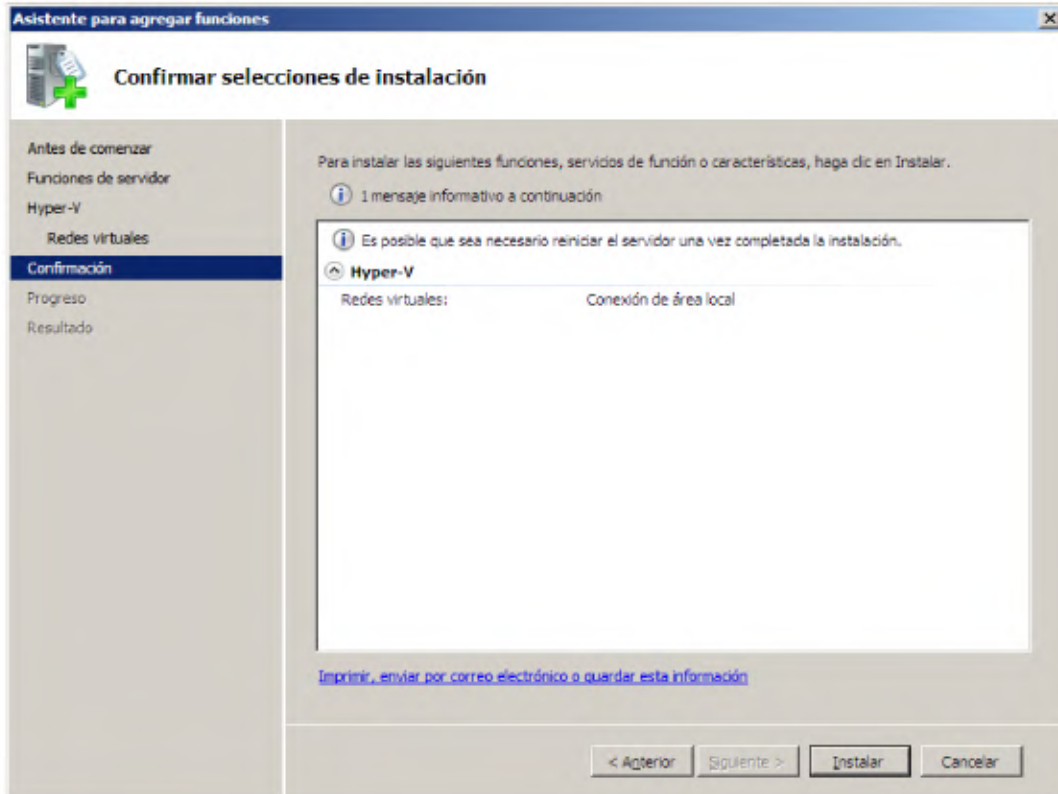 Asistente para agregar funciones
Confirmar selecciones de instalación
Antes de comenzar
Funciones de servidor
Hyper-V
Redes virtuales
Confirmación
Progreso
Resultado
Para instalar las siguientes funciones, servicios de función o características, haga clic en Instalar.
1 mensaje informativo a continuación
Es posible que sea necesario reiniciar el servidor una vez completada la instalación.
Hyper-V
Redes virtuales: Conexión de área local
Imprimir, enviar por correo electrónico o guardar esta información
< Anterior Siguiente > Instalar Cancelar